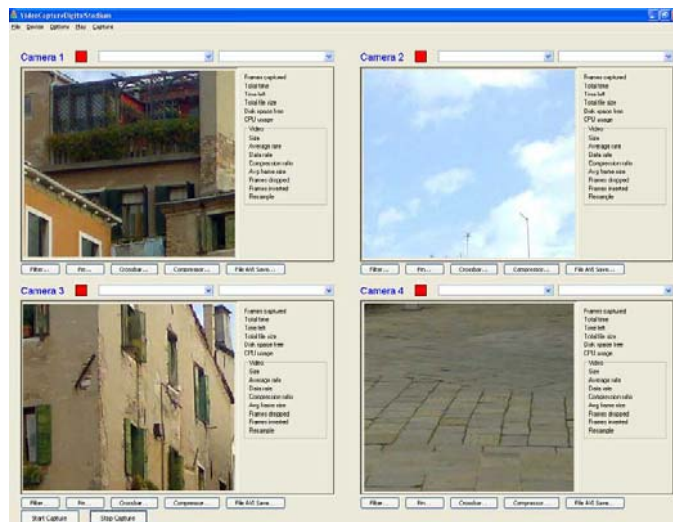 VideoCaptureDigitalStadium
File Device Options Play Capture
Camera 1
Frames captured
Total time
Time left
Total file size
Disk space free
CPU usage
Video
Size
Average rate
Data rate
Compression ratio
Avg frame size
Frames dropped
Frames inserted
Resample
Filter... Pin... Crossbar... Compressor... File AVI Save...
Camera 2
Frames captured
Total time
Time left
Total file size
Disk space free
CPU usage
Video
Size
Average rate
Data rate
Compression ratio
Avg frame size
Frames dropped
Frames inserted
Resample
Filter... Pin... Crossbar... Compressor... File AVI Save...
Camera 3
Frames captured
Total time
Time left
Total file size
Disk space free
CPU usage
Video
Size
Average rate
Data rate
Compression ratio
Avg frame size
Frames dropped
Frames inserted
Resample
Filter... Pin... Crossbar... Compressor... File AVI Save...
Camera 4
Frames captured
Total time
Time left
Total file size
Disk space free
CPU usage
Video
Size
Average rate
Data rate
Compression ratio
Avg frame size
Frames dropped
Frames inserted
Resample
Filter... Pin... Crossbar... Compressor... File AVI Save...
Start Capture Stop Capture